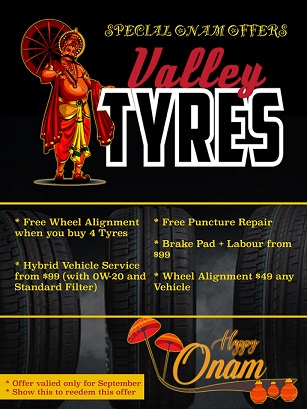 SPECIAL ONAM OFFERS
Valley
TYRES
* Free Wheel Alignment
when you buy 4 Tyres
* Hybrid Vehicle Service
from $99 (with 0W-20 and
Standard Filter)
* Free Puncture Repair
* Brake Pad + Labour from
$99
* Wheel Alignment $49 any
Vehicle
Happy
Onam
* Offer valied only for September
* Show this to reedem this offer